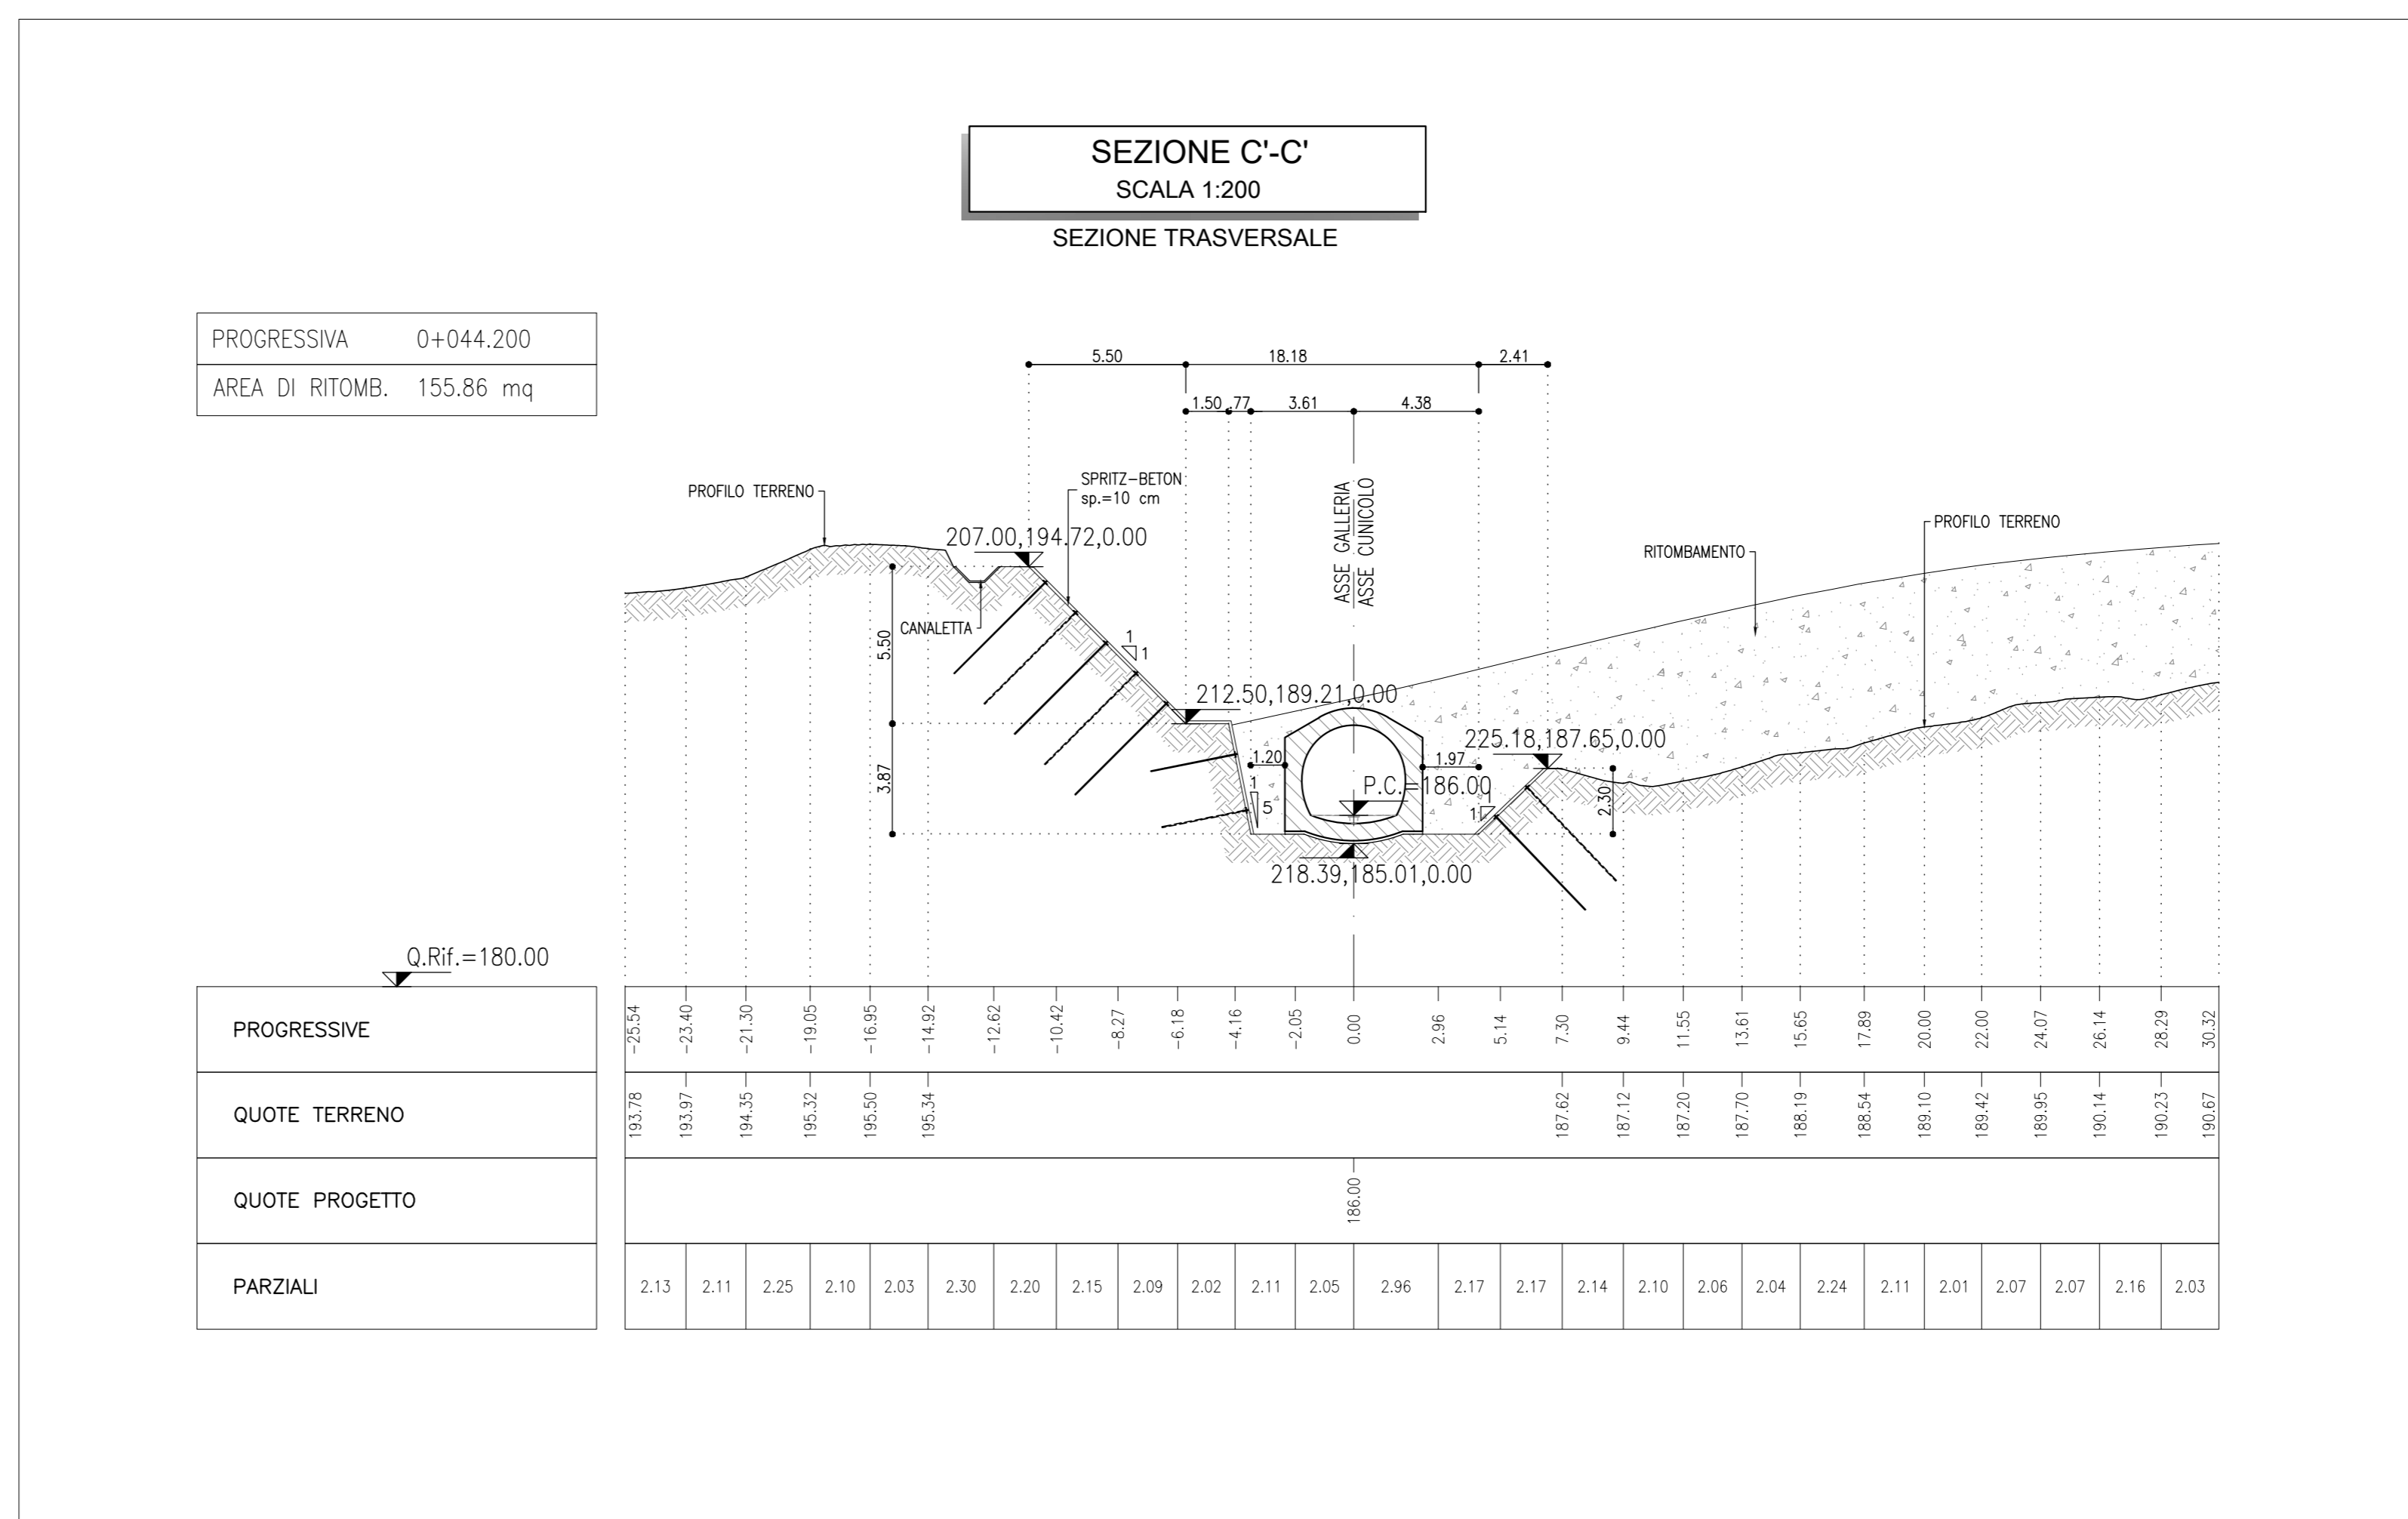 SEZIONE C'-C'
SCALA 1:200
SEZIONE TRASVERSALE
PROGRESSIVA 0+044.200
AREA DI RITOMB. 155.86 mq
5.50 18.18 2.41
1.50 .77 3.61 4.38
SPRITZ-BETON
sp.=10 cm
PROFILO TERRENO
ASSE GALLERIA
ASSE CUNICOLO
PROFILO TERRENO
207.00,194.72,0.00
RITOMBAMENTO
CANALETTA
5.50
1
1
212.50,189.21,0.00
225.18,187.65,0.00
1.20
1.97
3.87
P.C.=186.00
1
5
1
1
2.30
218.39,185.01,0.00
Q.Rif.=180.00
PROGRESSIVE -25.54 -23.40 -21.30 -19.05 -16.95 -14.92 -12.62 -10.42 -8.27 -6.18 -4.16 -2.05 0.00 2.96 5.14 7.30 9.44 11.55 13.61 15.65 17.89 20.00 22.00 24.07 26.14 28.29 30.32
QUOTE TERRENO 193.78 193.97 194.35 195.32 195.50 195.34 187.62 187.12 187.20 187.70 188.19 188.54 189.10 189.42 189.95 190.14 190.23 190.67
QUOTE PROGETTO 186.00
PARZIALI 2.13 2.11 2.25 2.10 2.03 2.30 2.20 2.15 2.09 2.02 2.11 2.05 2.96 2.17 2.17 2.14 2.10 2.06 2.04 2.24 2.11 2.01 2.07 2.07 2.16 2.03